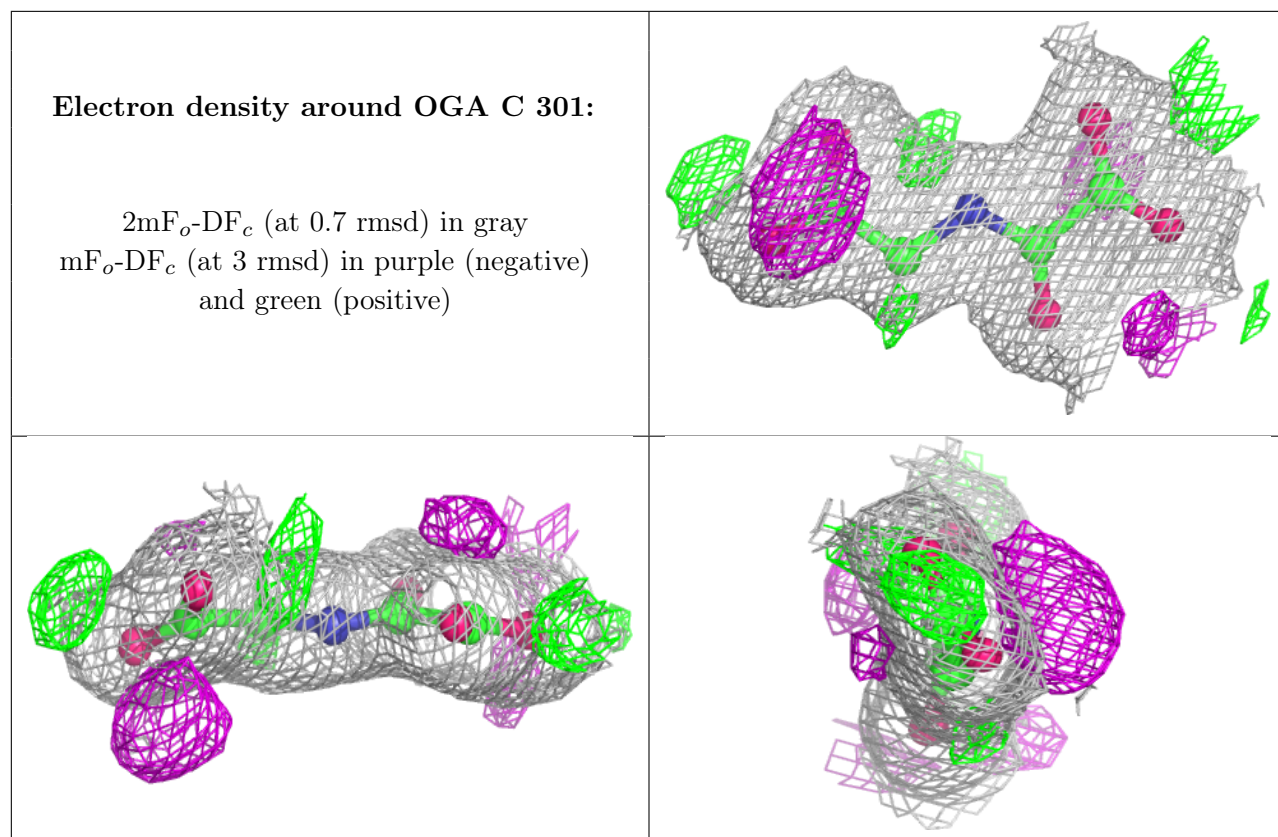 Electron density around OGA C 301:
2mFo-DFc (at 0.7 rmsd) in gray
mFo-DFc (at 3 rmsd) in purple (negative)
and green (positive)